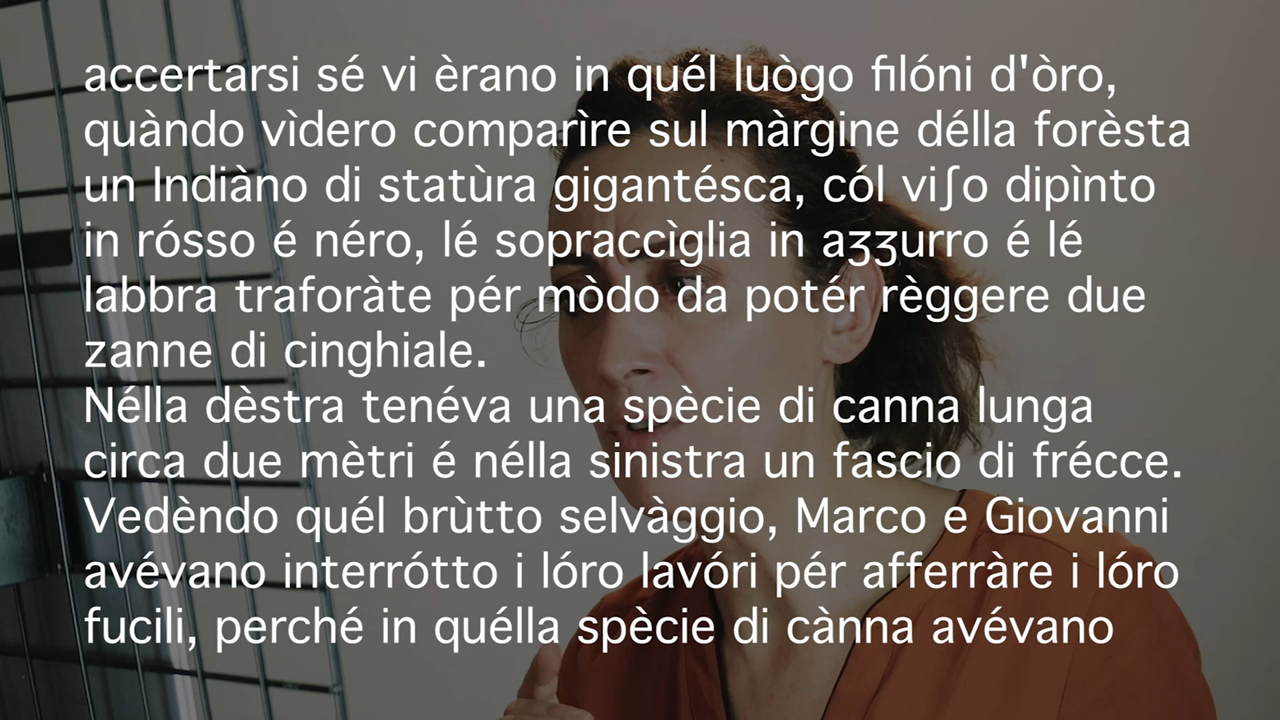 accertarsi sé vi èrano in quél luògo filóni d'òro,
quàndo vìdero comparìre sul màrgine délla forèsta
un Indiàno di statùra gigantésca, cól viʃo dipìnto
in rósso é néro, lé sopraccìglia in aʒʒurro é lé
labbra traforàte pér mòdo da potér règgere due
zanne di cinghiale.
Nélla dèstra tenéva una spècie di canna lunga
circa due mètri é nélla sinistra un fascio di frécce.
Vedèndo quél brùtto selvàggio, Marco e Giovanni
avévano interrótto i lóro lavóri pér afferràre i lóro
fucili, perché in quélla spècie di cànna avévano